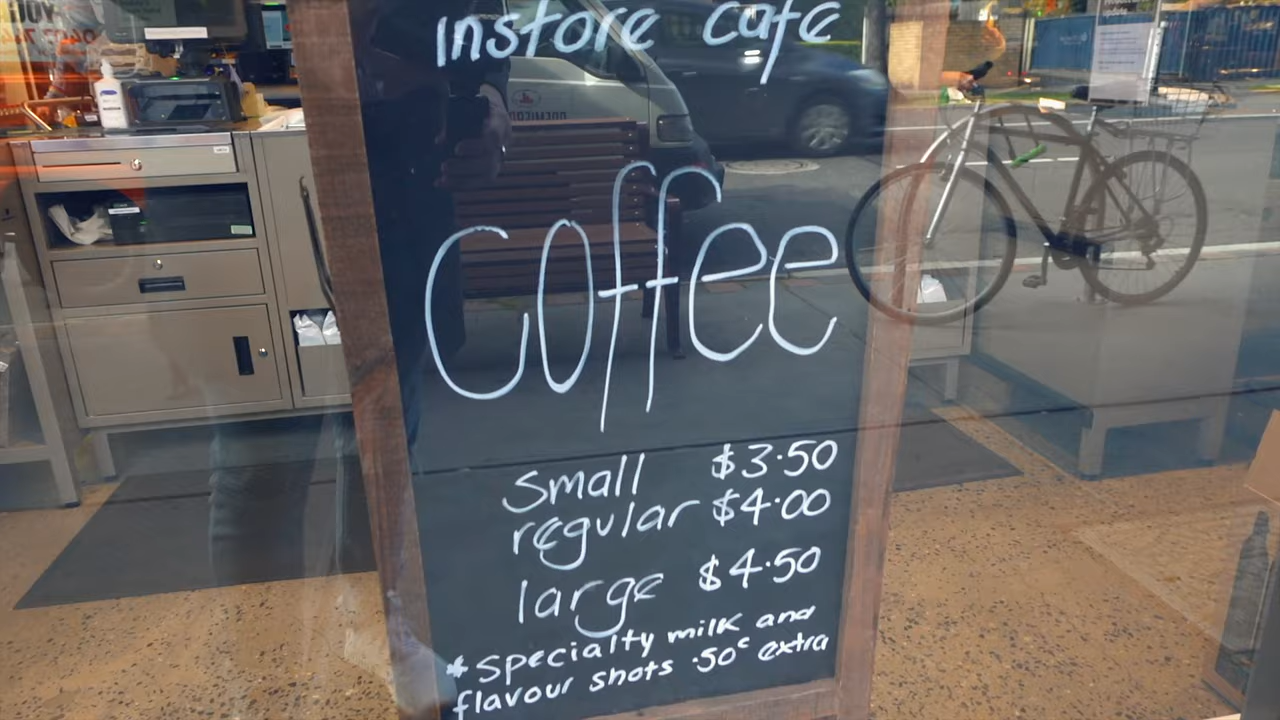 instore cafe
coffee
small $3.50
regular $4.00
large $4.50
*specialty milk and
flavour shots .50c extra